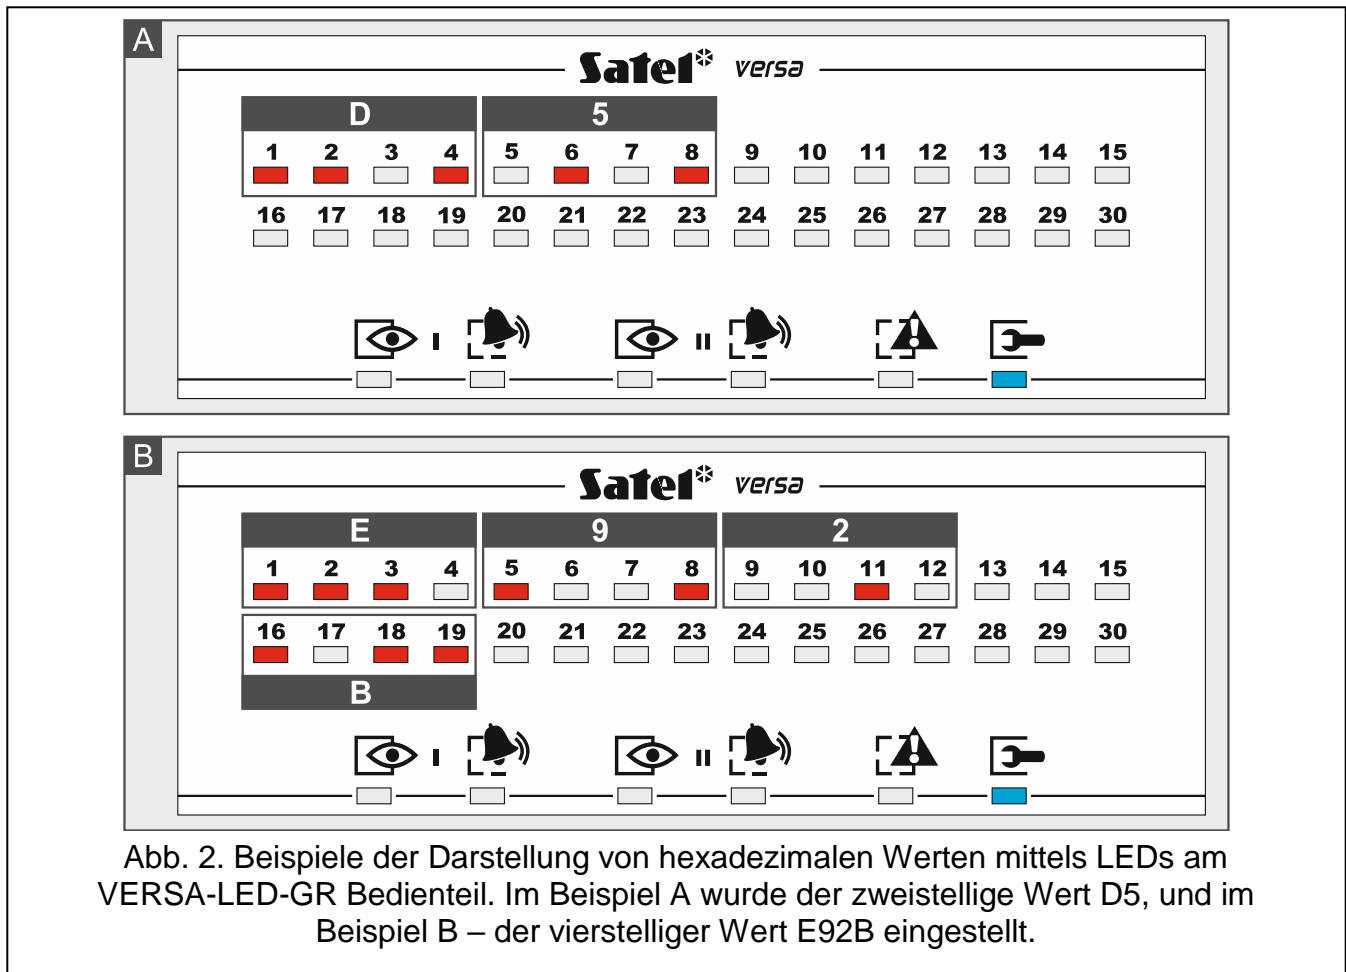 A
Satel versa
D 5
1 2 3 4 5 6 7 8 9 10 11 12 13 14 15
16 17 18 19 20 21 22 23 24 25 26 27 28 29 30
I II
B
Satel versa
E 9 2
1 2 3 4 5 6 7 8 9 10 11 12 13 14 15
16 17 18 19 20 21 22 23 24 25 26 27 28 29 30
B
I II
Abb. 2. Beispiele der Darstellung von hexadezimalen Werten mittels LEDs am
VERSA-LED-GR Bedienteil. Im Beispiel A wurde der zweistellige Wert D5, und im
Beispiel B – der vierstelliger Wert E92B eingestellt.